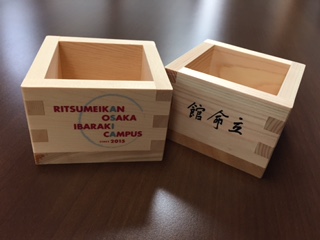 RITSUMEIKAN
OSAKA
IBARAKI
CAMPUS
2015
館命立